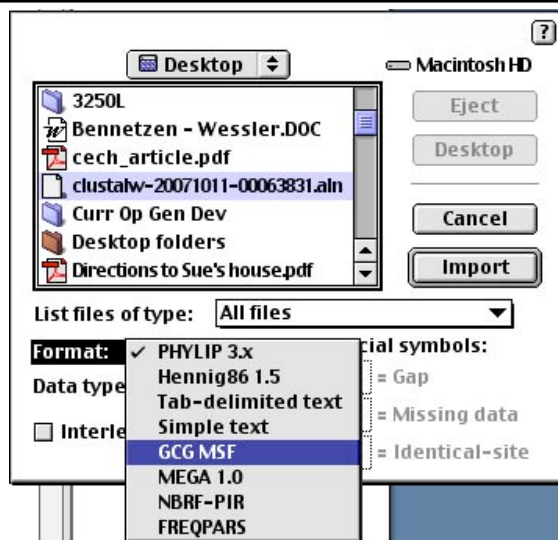 ?
Desktop
Macintosh HD
3250L
Bennetzen - Wessler.DOC
cech_article.pdf
clustalw-20071011-00063831.aln
Curr Op Gen Dev
Desktop folders
Directions to Sue's house.pdf
Eject
Desktop
Cancel
Import
List files of type: All files
Format: ✓ PHYLIP 3.x
cial symbols:
Data type
Hennig86 1.5
= Gap
Tab-delimited text
= Missing data
Interle
Simple text
GCG MSF
= Identical-site
MEGA 1.0
NBRF-PIR
FREQPARS